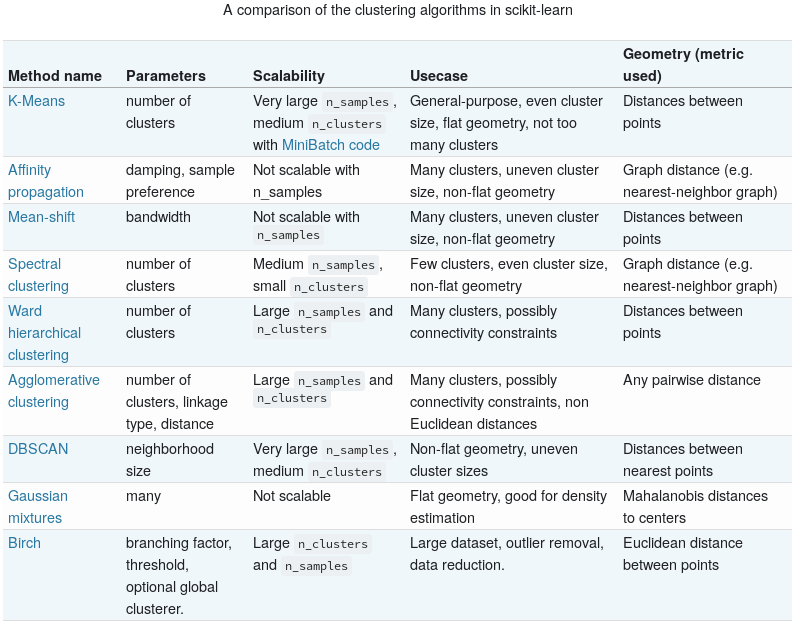 A comparison of the clustering algorithms in scikit-learn
Method name Parameters Scalability Usecase Geometry (metric used)
K-Means number of clusters Very large n_samples, medium n_clusters with MiniBatch code General-purpose, even cluster size, flat geometry, not too many clusters Distances between points
Affinity propagation damping, sample preference Not scalable with n_samples Many clusters, uneven cluster size, non-flat geometry Graph distance (e.g. nearest-neighbor graph)
Mean-shift bandwidth Not scalable with n_samples Many clusters, uneven cluster size, non-flat geometry Distances between points
Spectral clustering number of clusters Medium n_samples, small n_clusters Few clusters, even cluster size, non-flat geometry Graph distance (e.g. nearest-neighbor graph)
Ward hierarchical clustering number of clusters Large n_samples and n_clusters Many clusters, possibly connectivity constraints Distances between points
Agglomerative clustering number of clusters, linkage type, distance Large n_samples and n_clusters Many clusters, possibly connectivity constraints, non Euclidean distances Any pairwise distance
DBSCAN neighborhood size Very large n_samples, medium n_clusters Non-flat geometry, uneven cluster sizes Distances between nearest points
Gaussian mixtures many Not scalable Flat geometry, good for density estimation Mahalanobis distances to centers
Birch branching factor, threshold, optional global clusterer. Large n_clusters and n_samples Large dataset, outlier removal, data reduction. Euclidean distance between points